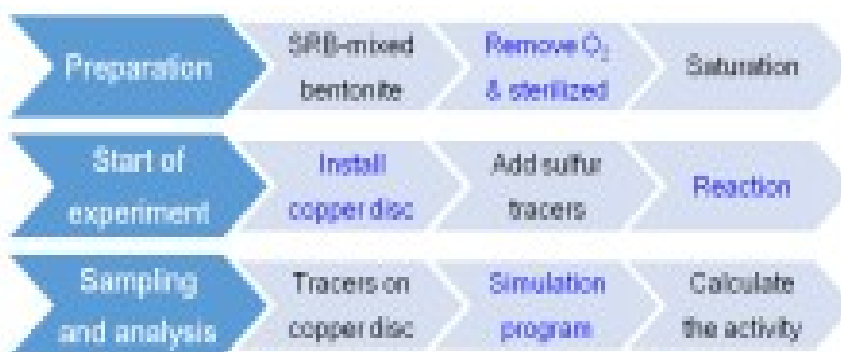 Preparation
SRB-mixed
bentonite
Remove O₂
& sterilized
Saturation
Start of
experiment
Install
copper disc
Add sulfur
tracers
Reaction
Sampling
and analysis
Tracers on
copper disc
Simulation
program
Calculate
the activity